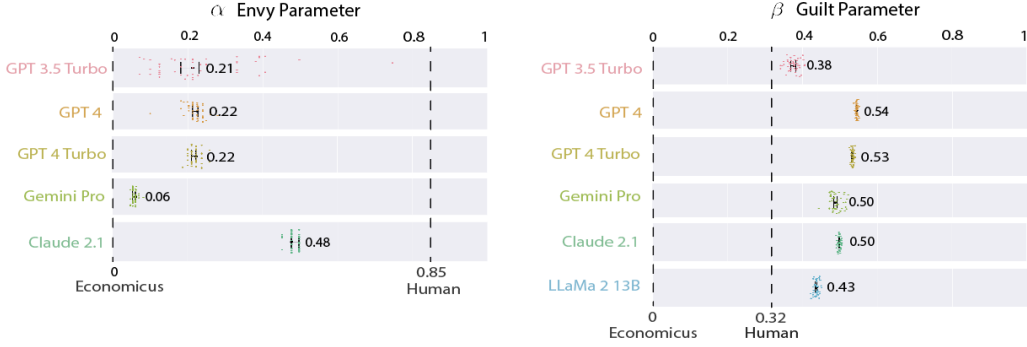 α Envy Parameter
0 0.2 0.4 0.6 0.8 1
GPT 3.5 Turbo 0.21
GPT 4 0.22
GPT 4 Turbo 0.22
Gemini Pro 0.06
Claude 2.1 0.48
0 0.85
Economicus Human
β Guilt Parameter
0 0.2 0.4 0.6 0.8 1
GPT 3.5 Turbo 0.38
GPT 4 0.54
GPT 4 Turbo 0.53
Gemini Pro 0.50
Claude 2.1 0.50
LLaMa 2 13B 0.43
0 0.32
Economicus Human